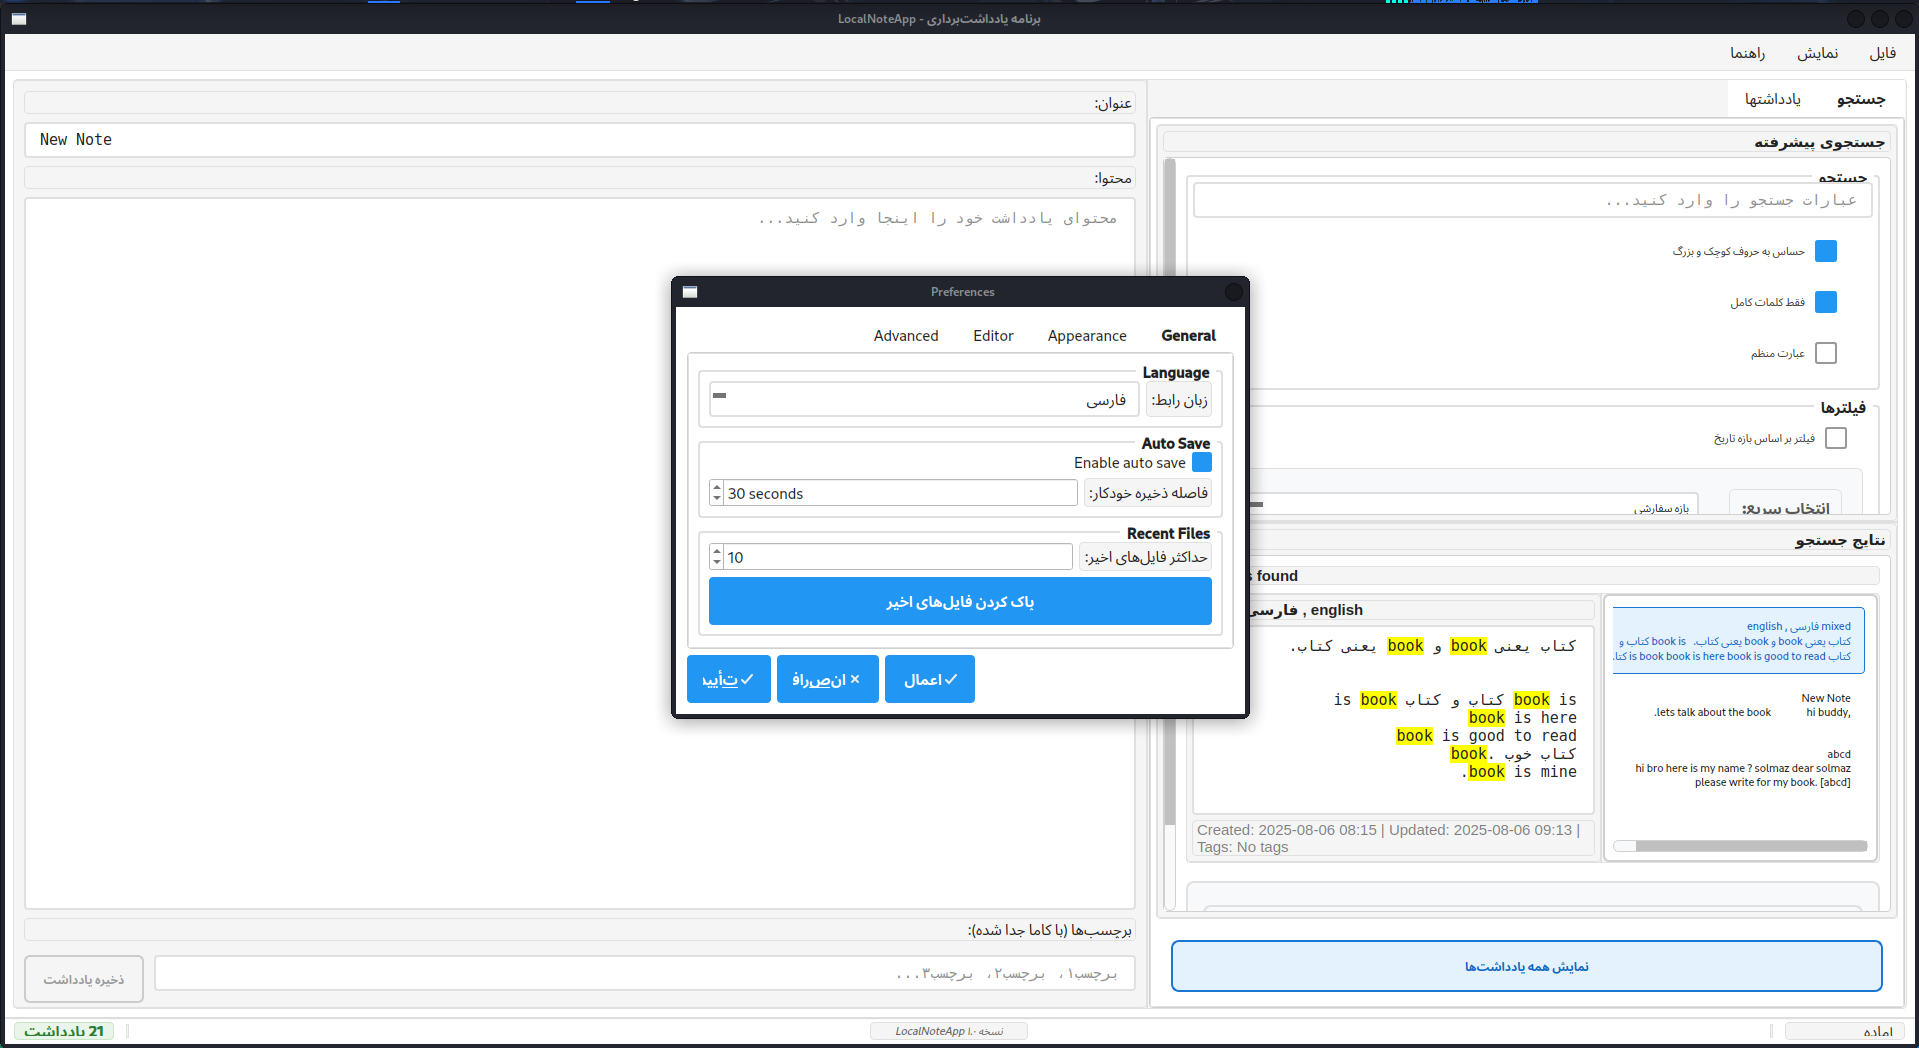 برنامه یادداشت‌برداری - LocalNoteApp
فایل
نمایش
راهنما
جستجو
یادداشتها
جستجوی پیشرفته
جستجو
عبارات جستجو را وارد کنید...
حساس به حروف کوچک و بزرگ
فقط کلمات کامل
عبارت منظم
فیلترها
فیلتر بر اساس بازه تاریخ
انتخاب سریع:
بازه سفارشی
نتایج جستجو
found
فارسی , english
mixed فارسی , english
کتاب یعنی book و book یعنی کتاب. book is کتاب و
کتاب is book book is here book is good to read
New Note
hi buddy, lets talk about the book.
abcd
hi bro here is my name ? solmaz dear solmaz
please write for my book. [abcd]
کتاب یعنی book و book یعنی کتاب.
book is کتاب و کتاب book is
book is here
book is good to read
کتاب خوب .book
book is mine.
Created: 2025-08-06 08:15 | Updated: 2025-08-06 09:13 |
Tags: No tags
نمایش همه یادداشت‌ها
عنوان:
New Note
محتوا:
محتوای یادداشت خود را اینجا وارد کنید...
برچسب‌ها (با کاما جدا شده):
برچسب۱، برچسب۲، برچسب۳...
ذخیره یادداشت
Preferences
General
Appearance
Editor
Advanced
Language
زبان رابط:
فارسی
Auto Save
Enable auto save
فاصله ذخیره خودکار:
30 seconds
Recent Files
حداکثر فایل‌های اخیر:
10
پاک کردن فایل‌های اخیر
✓ اعمال
× انصراف
✓ تأیید
آماده
نسخه ۱.۰ LocalNoteApp
21 یادداشت